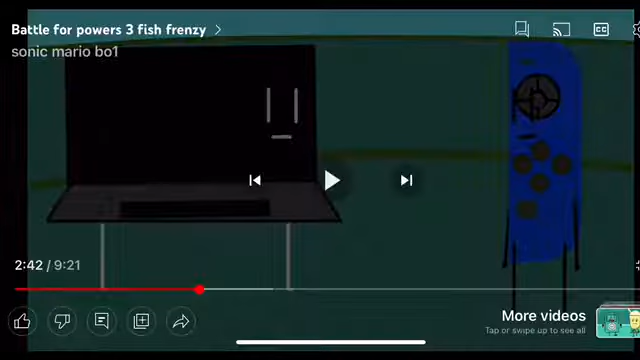 Battle for powers 3 fish frenzy
sonic mario bo1
CC
2:42 / 9:21
More videos
Tap or swipe up to see all